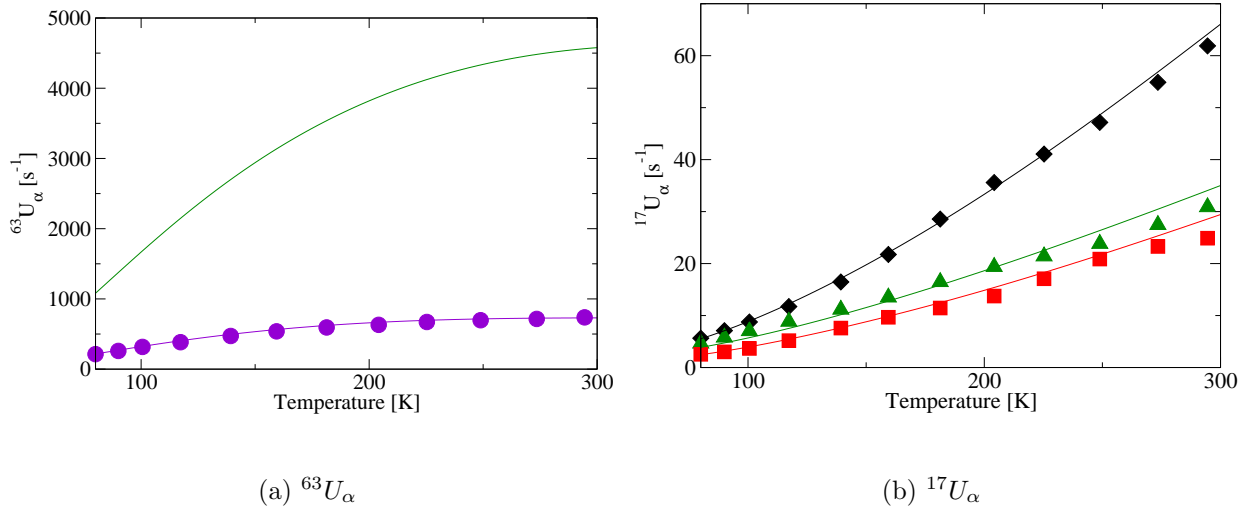 5000
4000
3000
2000
1000
0
⁶³U_α [s⁻¹]
100
200
300
Temperature [K]
60
40
20
0
¹⁷U_α [s⁻¹]
100
200
300
Temperature [K]
(a) ⁶³U_α
(b) ¹⁷U_α